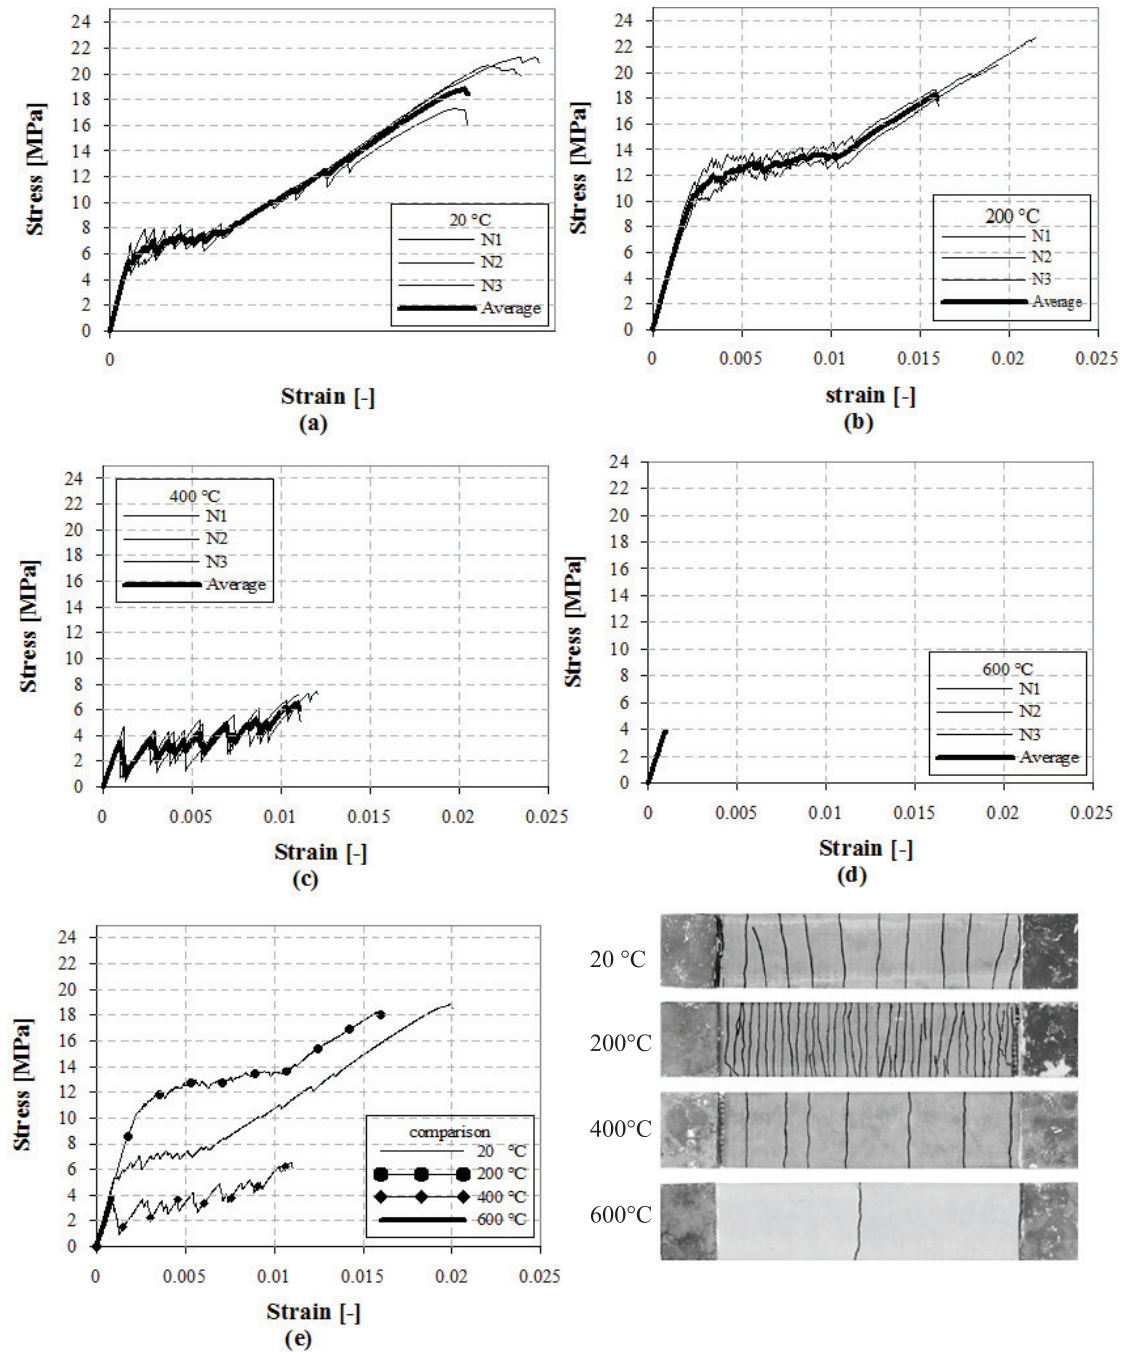 24
22
20
18
16
14
12
10
8
6
4
2
0
Stress [MPa]
20 °C
N1
N2
N3
Average
0
Strain [-]
(a)
24
22
20
18
16
14
12
10
8
6
4
2
0
Stress [MPa]
200 °C
N1
N2
N3
Average
0 0.005 0.01 0.015 0.02 0.025
strain [-]
(b)
24
22
20
18
16
14
12
10
8
6
4
2
0
Stress [MPa]
400 °C
N1
N2
N3
Average
0 0.005 0.01 0.015 0.02 0.025
Strain [-]
(c)
24
22
20
18
16
14
12
10
8
6
4
2
0
Stress [MPa]
600 °C
N1
N2
N3
Average
0 0.005 0.01 0.015 0.02 0.025
Strain [-]
(d)
24
22
20
18
16
14
12
10
8
6
4
2
0
Stress [MPa]
comparison
20 °C
200 °C
400 °C
600 °C
0 0.005 0.01 0.015 0.02 0.025
Strain [-]
(e)
20 °C
200°C
400°C
600°C